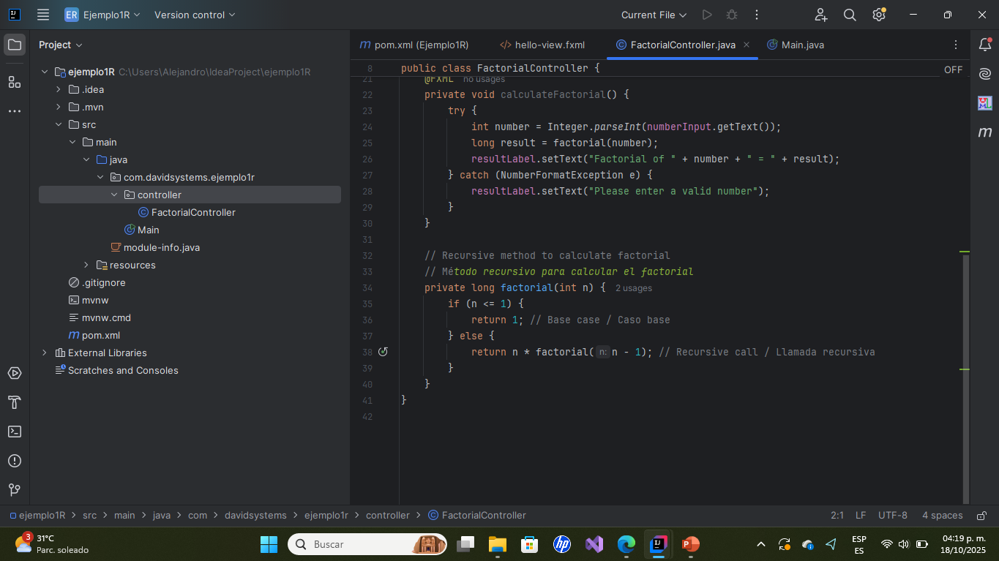 ER Ejemplo1R Version control Current File
Project
ejemplo1R C:\Users\Alejandro\IdeaProject\ejemplo1R
.idea
.mvn
src
main
java
com.davidsystems.ejemplo1r
controller
FactorialController
Main
module-info.java
resources
.gitignore
mvnw
mvnw.cmd
m pom.xml
External Libraries
Scratches and Consoles
m pom.xml (Ejemplo1R) </> hello-view.fxml FactorialController.java Main.java
8 public class FactorialController { OFF
21 @FXML no usages
22 private void calculateFactorial() {
23 try {
24 int number = Integer.parseInt(numberInput.getText());
25 long result = factorial(number);
26 resultLabel.setText("Factorial of " + number + " = " + result);
27 } catch (NumberFormatException e) {
28 resultLabel.setText("Please enter a valid number");
29 }
30 }
31
32 // Recursive method to calculate factorial
33 // Método recursivo para calcular el factorial
34 private long factorial(int n) { 2 usages
35 if (n <= 1) {
36 return 1; // Base case / Caso base
37 } else {
38 return n * factorial( n: n - 1); // Recursive call / Llamada recursiva
39 }
40 }
41 }
42
ejemplo1R > src > main > java > com > davidsystems > ejemplo1r > controller > FactorialController 2:1 LF UTF-8 4 spaces
3 31°C
Parc. soleado
Buscar
ESP
ES
04:19 p. m.
18/10/2025